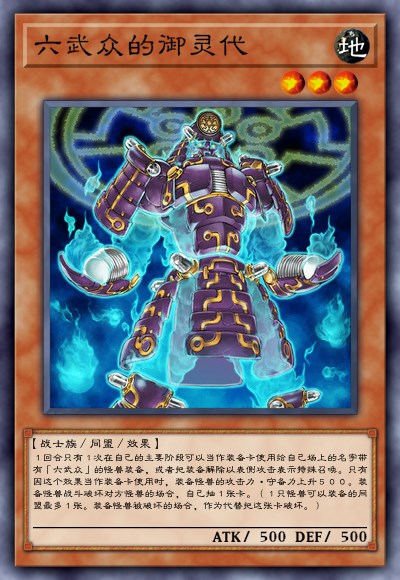 六武众的御灵代
地
【战士族／同盟／效果】
1回合只有1次在自己的主要阶段可以当作装备卡使用给自己场上的名字带
有「六武众」的怪兽装备，或者把装备解除以表侧攻击表示特殊召唤。只有
因这个效果当作装备卡使用时，装备怪兽的攻击力·守备力上升500。装
备怪兽战斗破坏对方怪兽的场合，自己抽1张卡。（1只怪兽可以装备的同
盟最多1张。装备怪兽被破坏的场合，作为代替把这张卡破坏。）
ATK/ 500 DEF/ 500